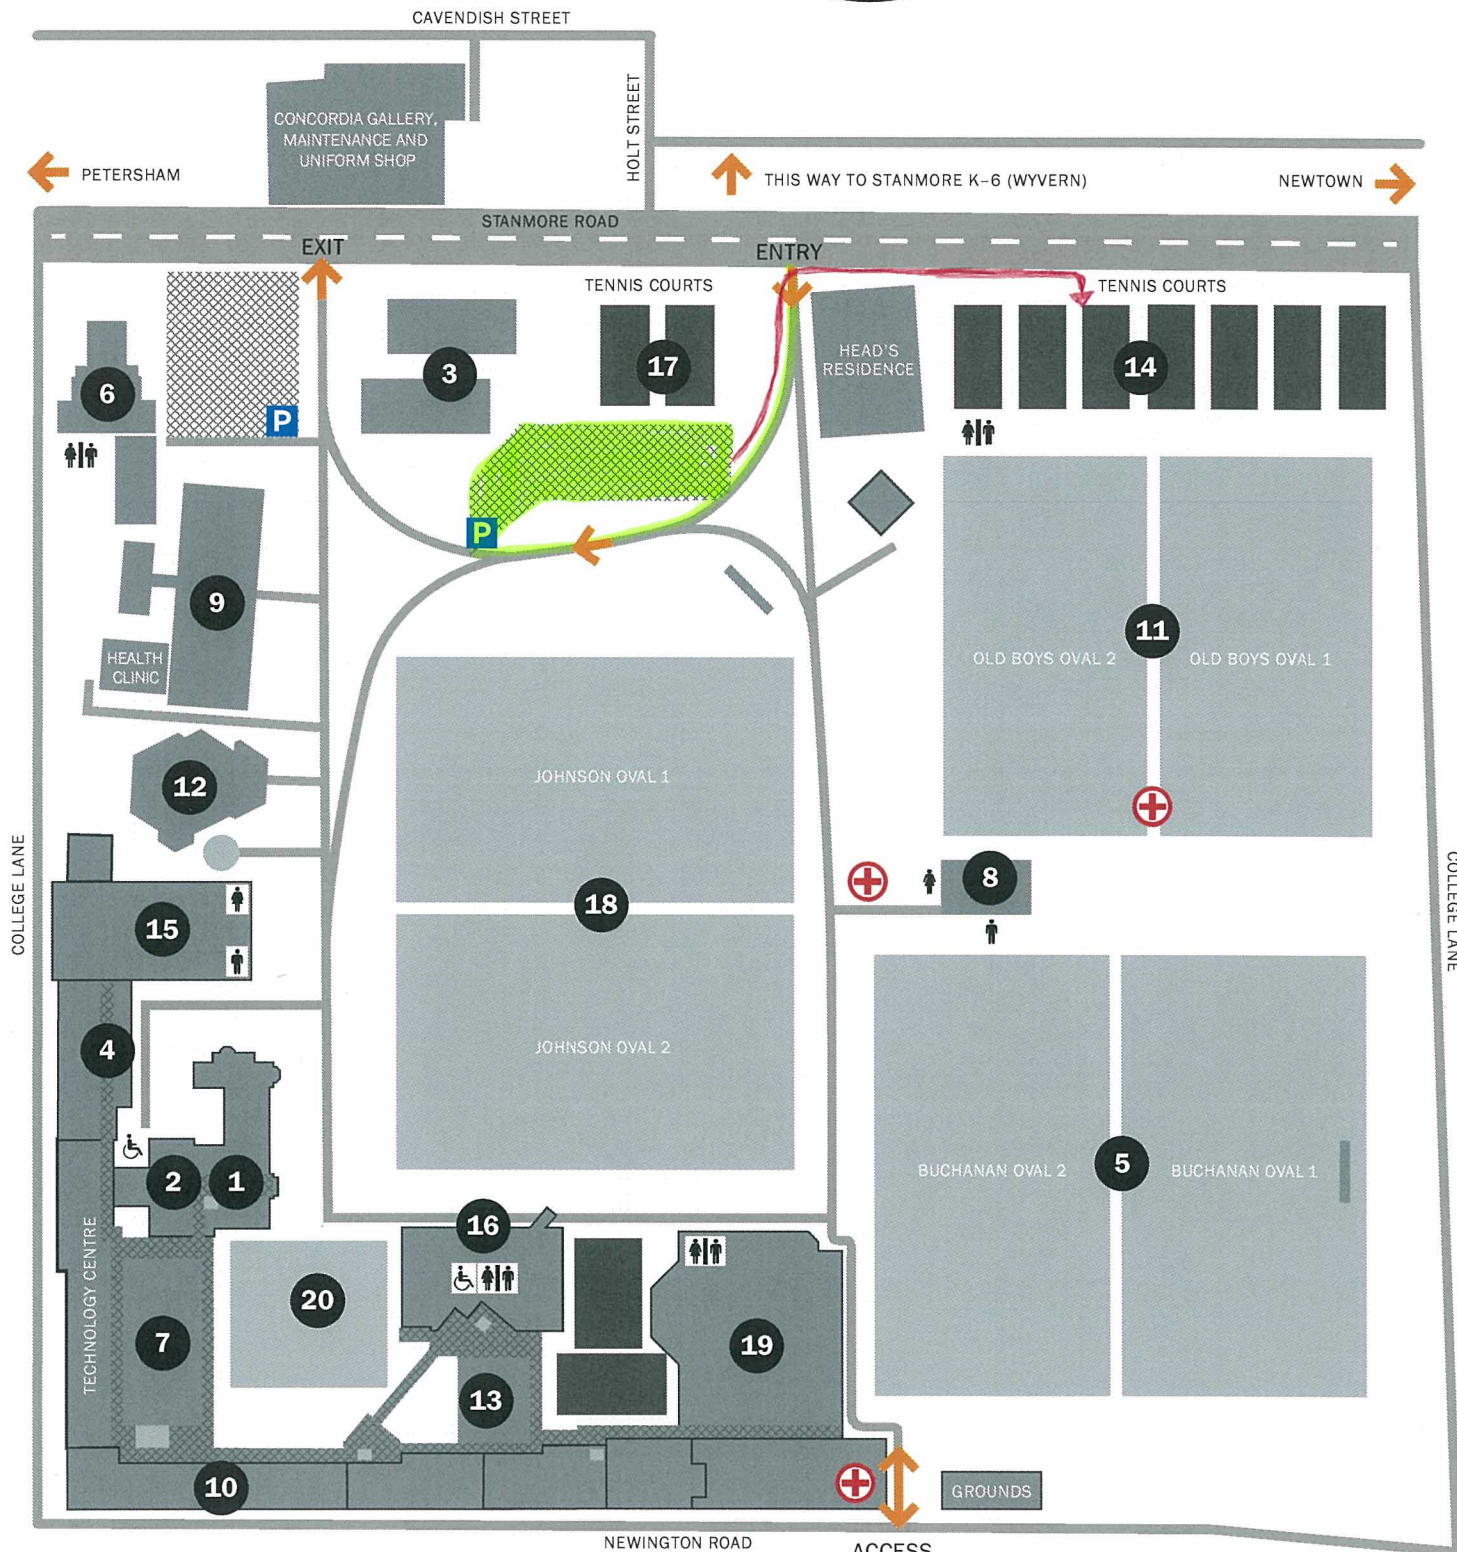 CAVENDISH STREET
CONCORDIA GALLERY,
MAINTENANCE AND
UNIFORM SHOP
HOLT STREET
PETERSHAM
THIS WAY TO STANMORE K–6 (WYVERN)
NEWTOWN
STANMORE ROAD
EXIT
ENTRY
TENNIS COURTS
TENNIS COURTS
HEAD'S
RESIDENCE
3
17
14
6
P
P
9
11
OLD BOYS OVAL 2
OLD BOYS OVAL 1
HEALTH
CLINIC
JOHNSON OVAL 1
12
COLLEGE LANE
COLLEGE LANE
8
18
15
JOHNSON OVAL 2
4
BUCHANAN OVAL 2
5
BUCHANAN OVAL 1
2
1
16
TECHNOLOGY CENTRE
20
7
19
13
10
GROUNDS
NEWINGTON ROAD
ACCESS